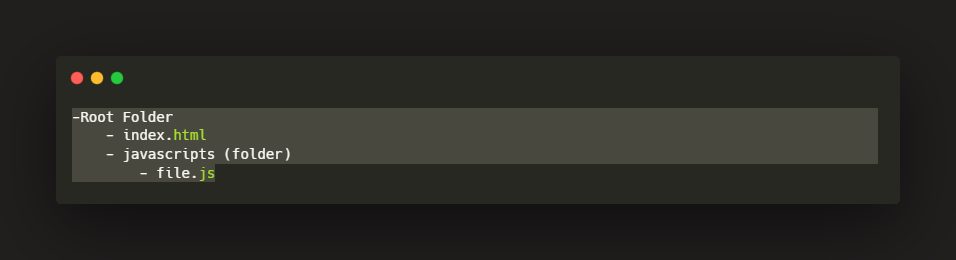 -Root Folder
- index.html
- javascripts (folder)
- file.js